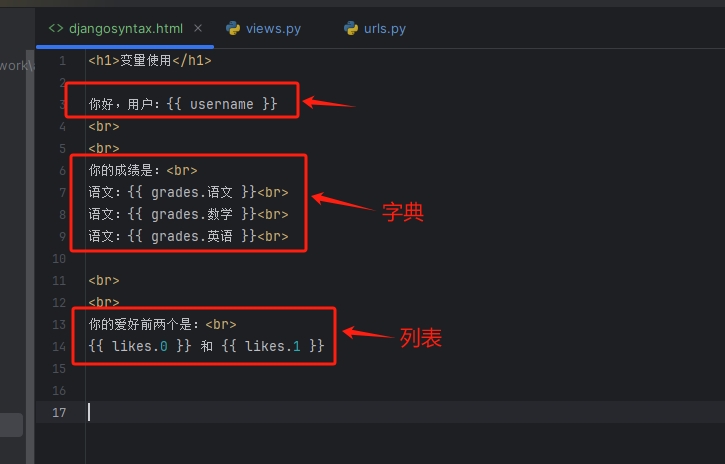 djangosyntax.html
views.py
urls.py
work\
1 <h1>变量使用</h1>
2
3 你好，用户：{{ username }}
4 <br>
5 <br>
6 你的成绩是：<br>
7 语文：{{ grades.语文 }}<br>
8 语文：{{ grades.数学 }}<br>
9 语文：{{ grades.英语 }}<br>
字典
10
11 <br>
12 <br>
13 你的爱好前两个是：<br>
14 {{ likes.0 }} 和 {{ likes.1 }}
列表
15
16
17